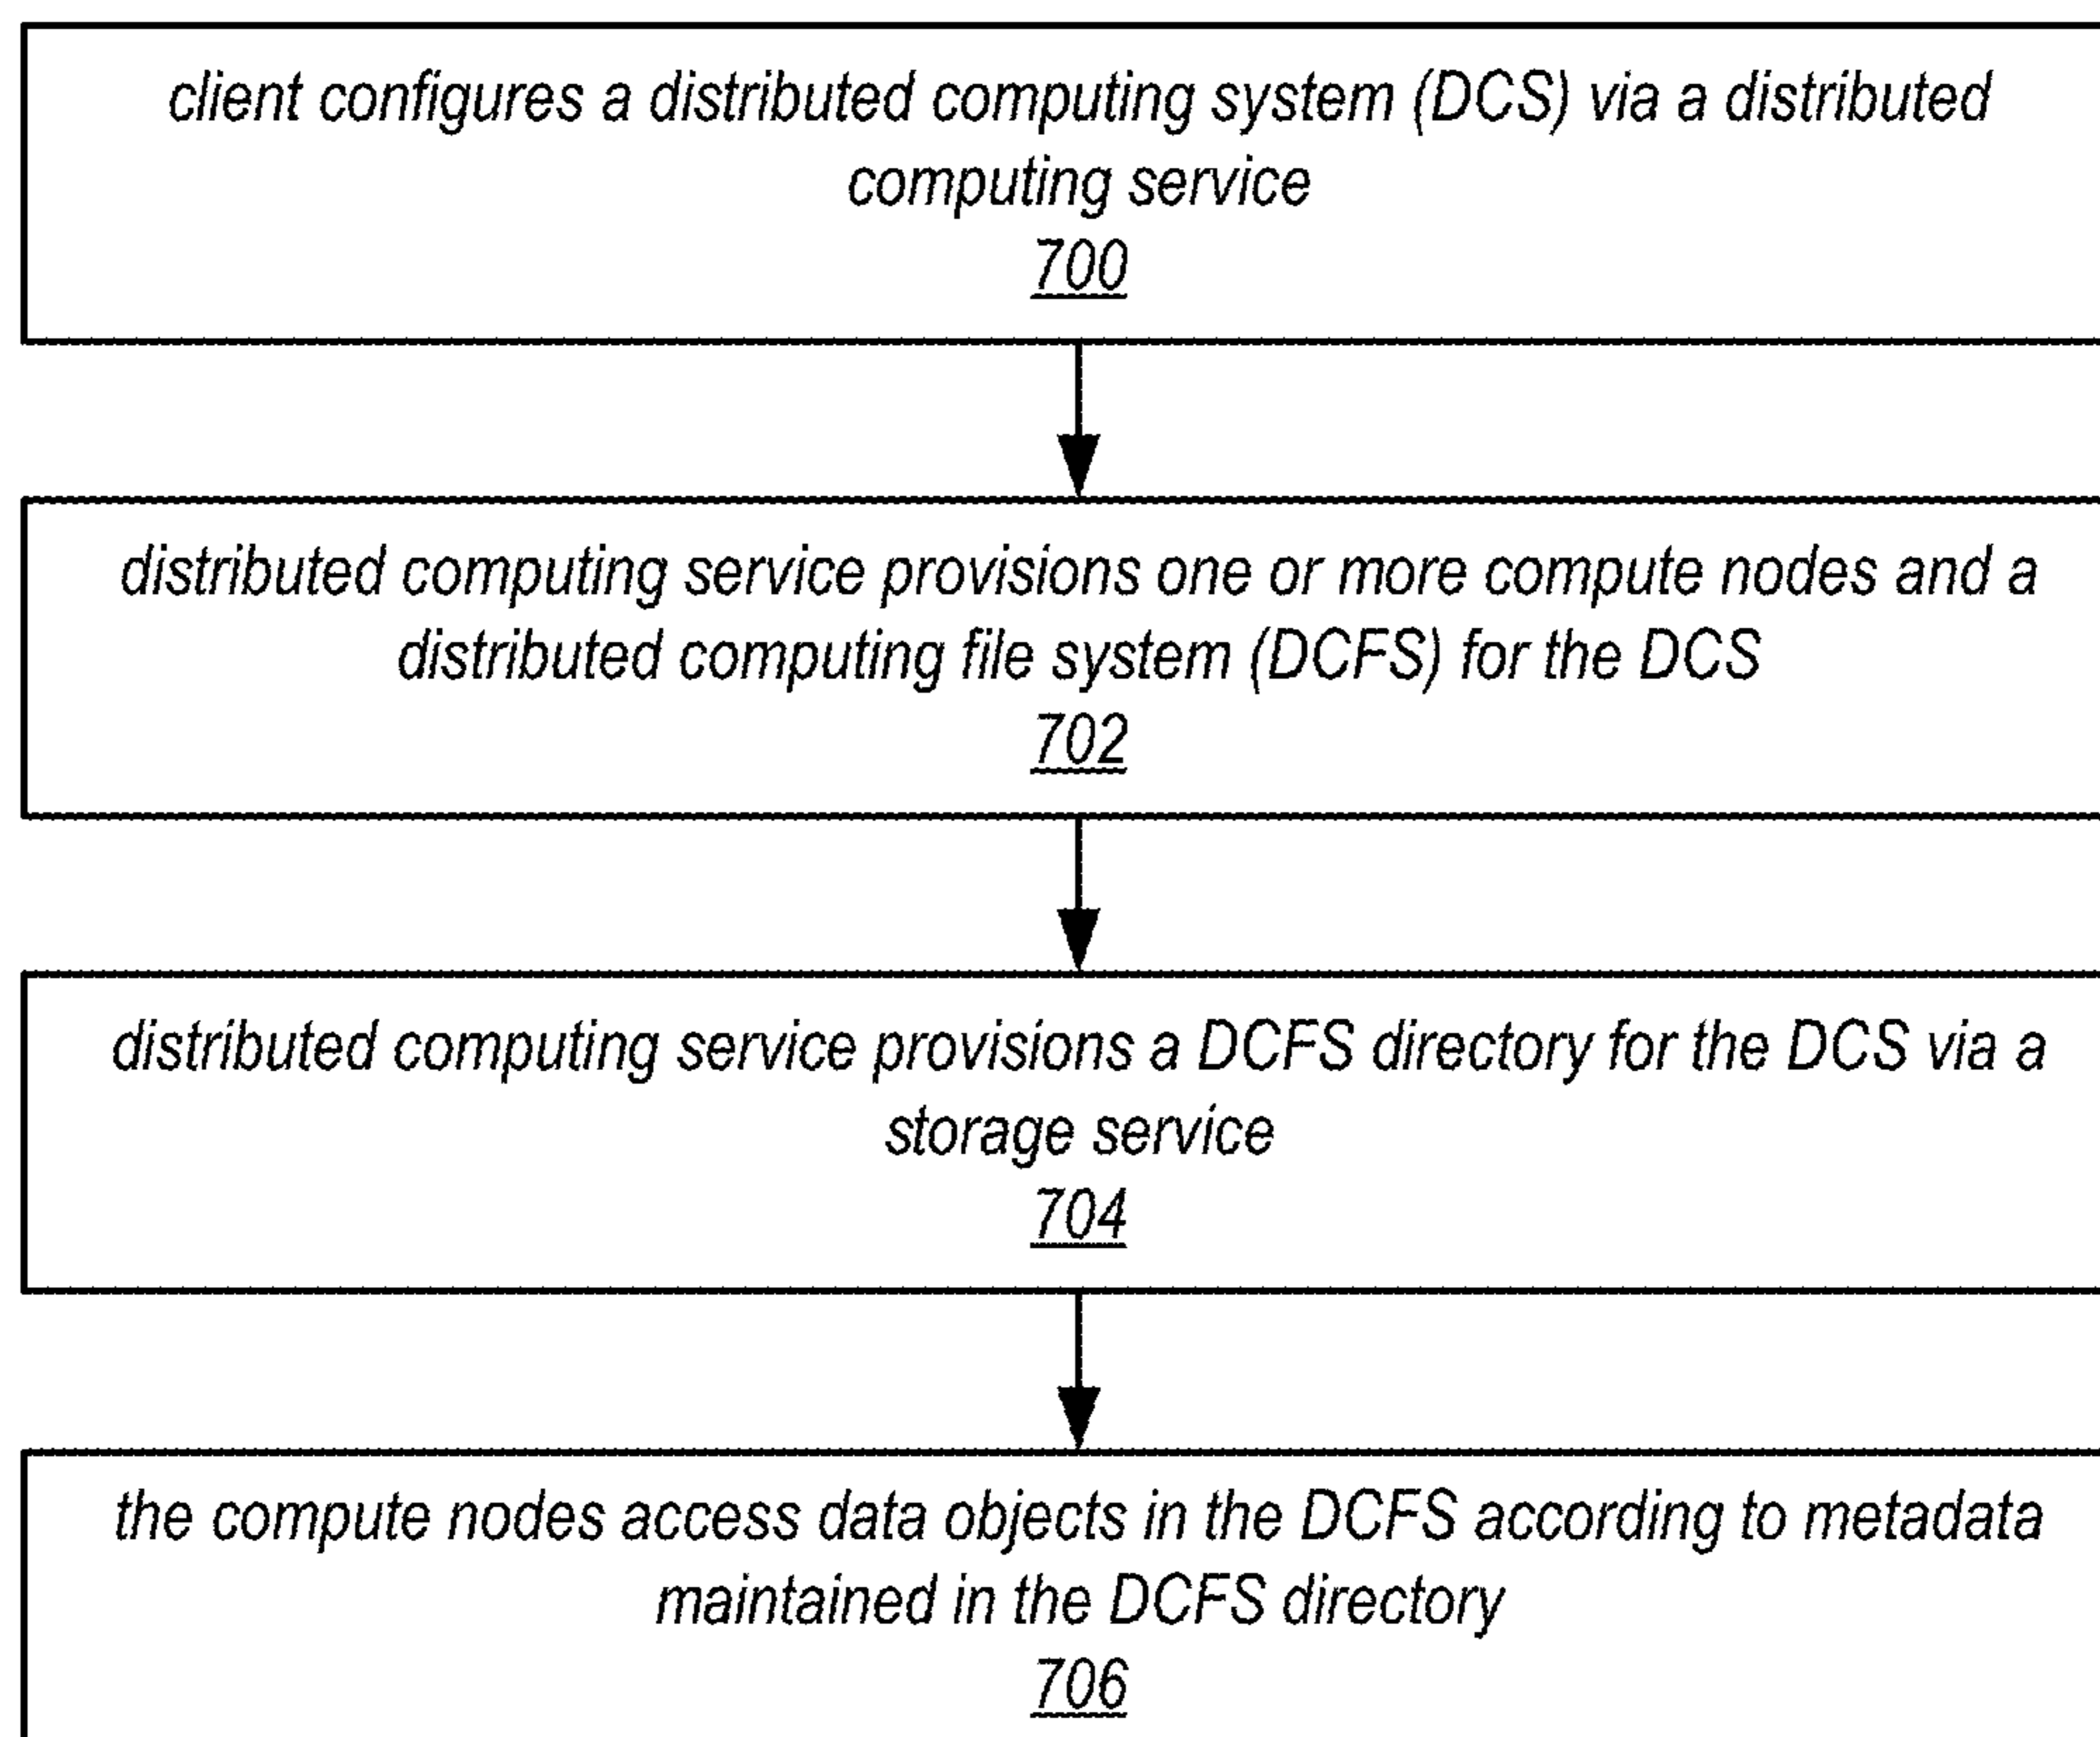 client configures a distributed computing system (DCS) via a distributed
computing service
700
distributed computing service provisions one or more compute nodes and a
distributed computing file system (DCFS) for the DCS
702
distributed computing service provisions a DCFS directory for the DCS via a
storage service
704
the compute nodes access data objects in the DCFS according to metadata
maintained in the DCFS directory
706